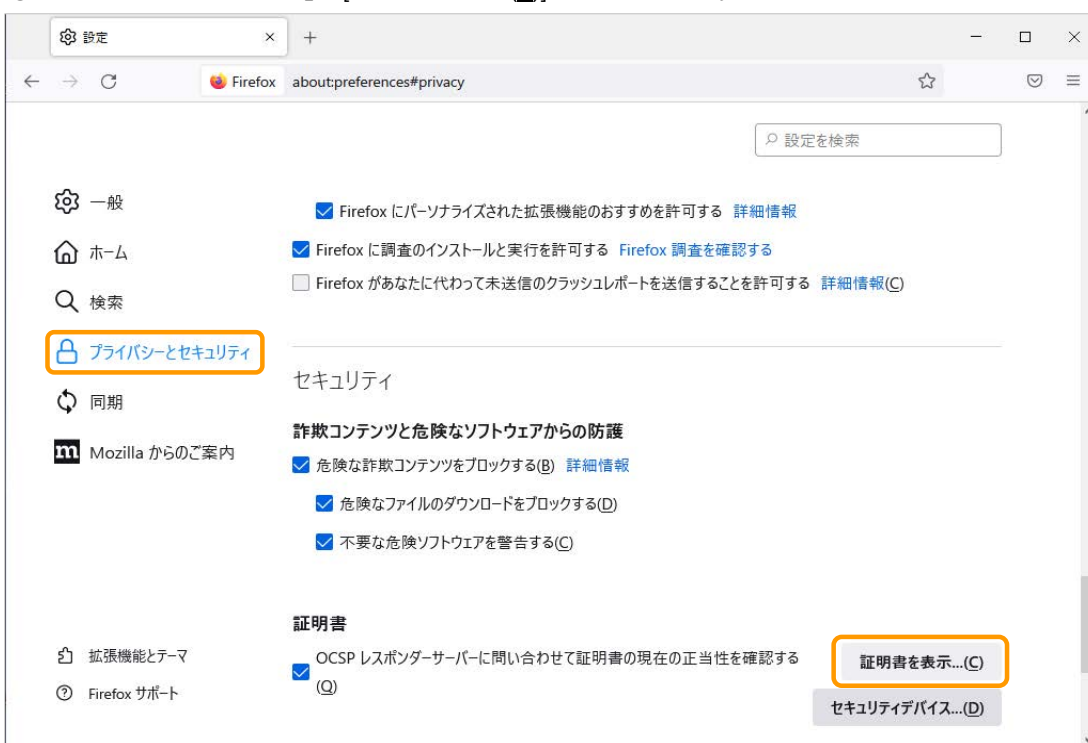 設定
Firefox about:preferences#privacy
設定を検索
一般
ホーム
検索
プライバシーとセキュリティ
同期
Mozilla からのご案内
拡張機能とテーマ
Firefox サポート
Firefox にパーソナライズされた拡張機能のおすすめを許可する 詳細情報
Firefox に調査のインストールと実行を許可する Firefox 調査を確認する
Firefox があなたに代わって未送信のクラッシュレポートを送信することを許可する 詳細情報(C)
セキュリティ
詐欺コンテンツと危険なソフトウェアからの防護
危険な詐欺コンテンツをブロックする(B) 詳細情報
危険なファイルのダウンロードをブロックする(D)
不要な危険ソフトウェアを警告する(C)
証明書
OCSP レスポンダーサーバーに問い合わせて証明書の現在の正当性を確認する
(Q)
証明書を表示...(C)
セキュリティデバイス...(D)